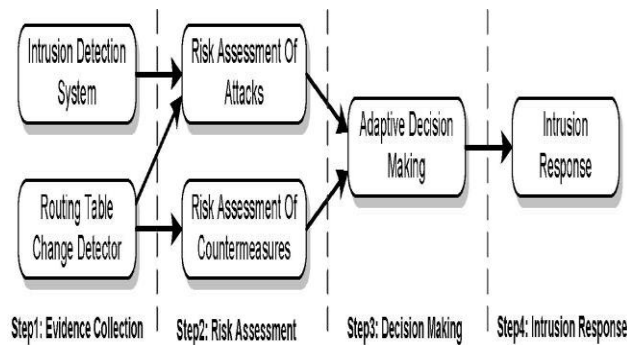 Intrusion Detection
System
Risk Assessment Of
Attacks
Adaptive Decision
Making
Intrusion
Response
Routing Table
Change Detector
Risk Assessment Of
Countermeasures
Step1: Evidence Collection
Step2: Risk Assessment
Step3: Decision Making
Step4: Intrusion Response